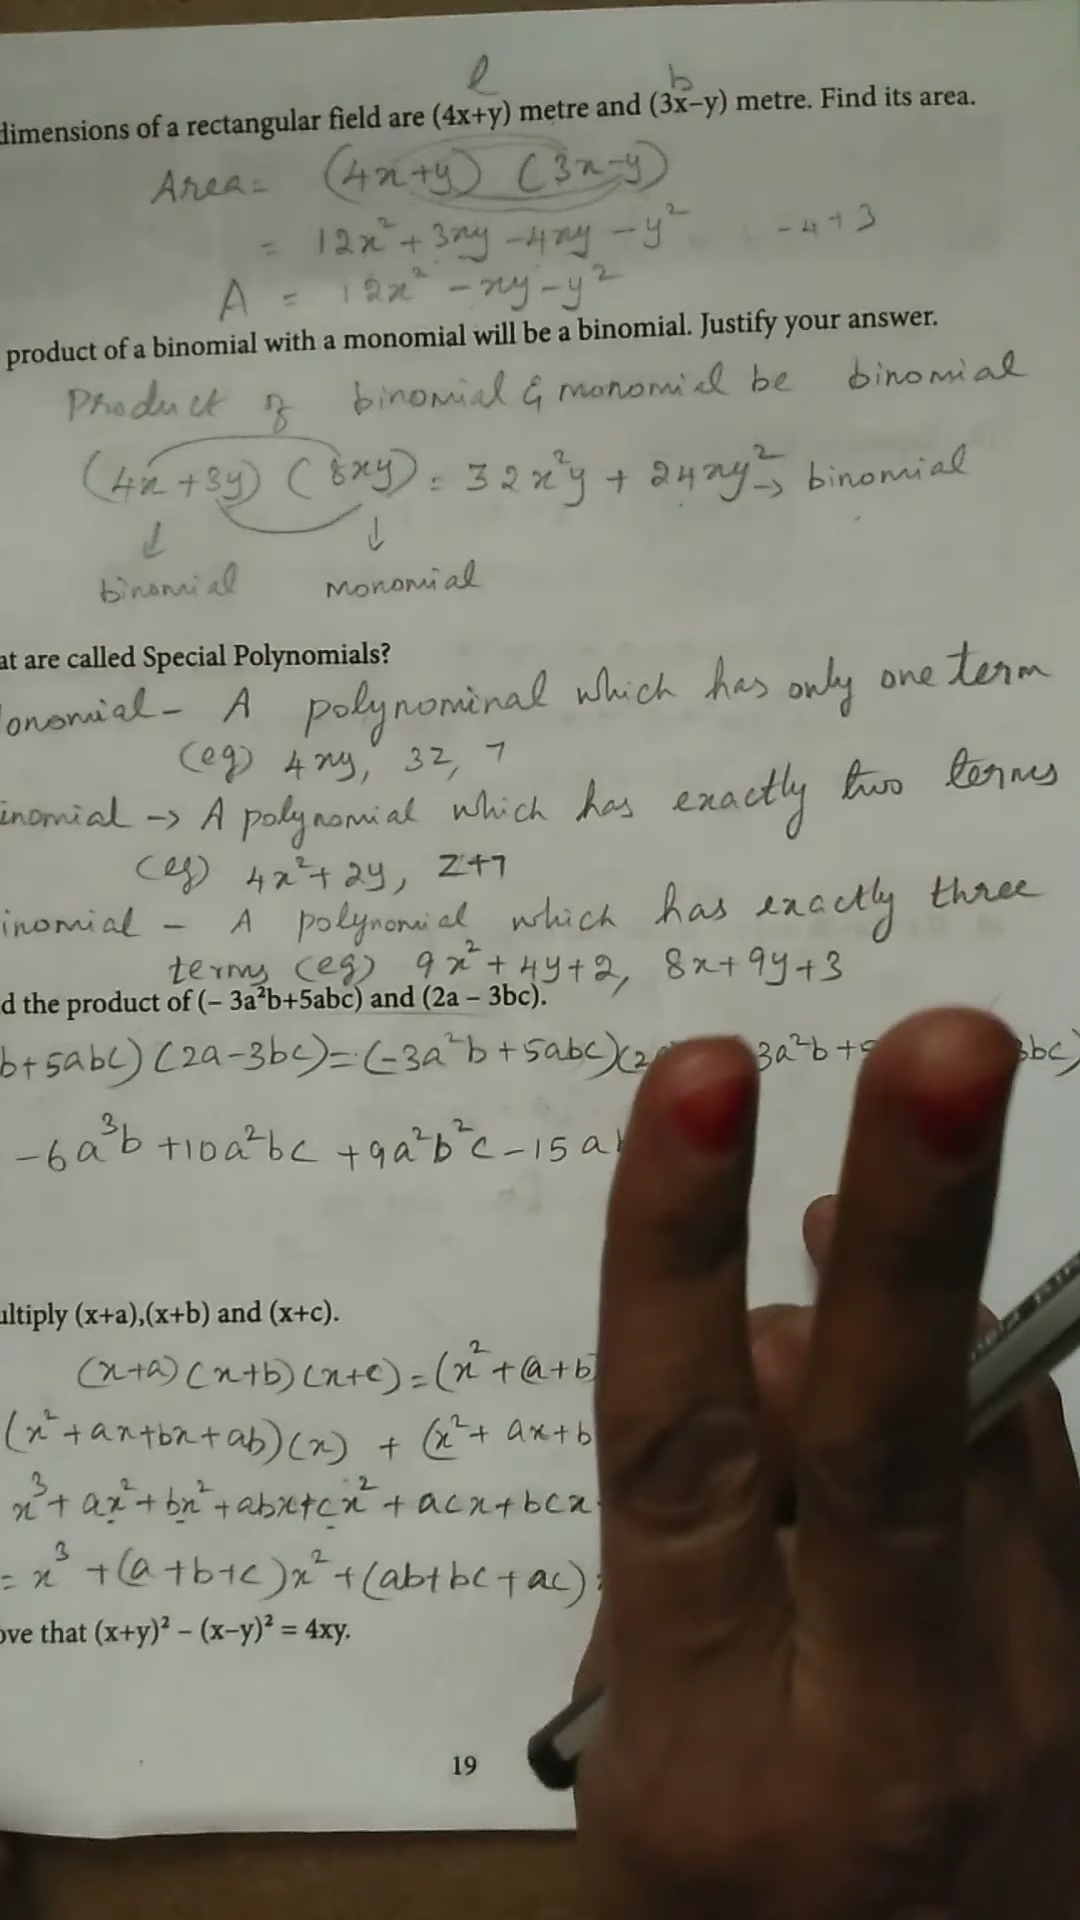 l b
dimensions of a rectangular field are (4x+y) metre and (3x–y) metre. Find its area.
Area = (4x+y) (3x-y)
= 12x² + 3xy - 4xy - y² -4+3
A = 12x² - xy - y²
product of a binomial with a monomial will be a binomial. Justify your answer.
Product of binomial & monomial be binomial
(4x+3y) (8xy) = 32x²y + 24xy² → binomial
↓ ↓
binomial monomial
at are called Special Polynomials?
onomial - A polynominal which has only one term
(eg) 4xy, 32, 7
inomial → A polynomial which has exactly two terms
(eg) 4x²+2y, z+7
inomial - A polynomial which has exactly three
terms (eg) 9x²+4y+2, 8x+9y+3
d the product of (– 3a²b+5abc) and (2a – 3bc).
b+5abc) (2a-3bc) = (-3a²b+5abc)(2 3a²b+ 3bc)
-6a³b +10a²bc +9a²b²c -15a
ultiply (x+a),(x+b) and (x+c).
(x+a)(x+b)(x+c) = (x²+(a+b
(x²+ax+bx+ab)(x) + (x²+ax+b
x³+ax²+bx²+abx+cx²+acx+bcx
= x³ +(a+b+c)x²+(ab+bc+ac)
ove that (x+y)² – (x–y)² = 4xy.
19